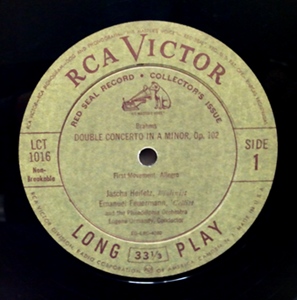 RCA VICTOR
RED SEAL RECORD • COLLECTOR'S ISSUE
Brahms
DOUBLE CONCERTO IN A MINOR, Op. 102
LCT
1016
Non-
Breakable
SIDE
1
First Movement: Allegro
Jascha Heifetz, Violinist
Emanuel Feuermann, 'Cellist
and the Philadelphia Orchestra
Eugene Ormandy, Conductor
LONG 33 1/3 PLAY